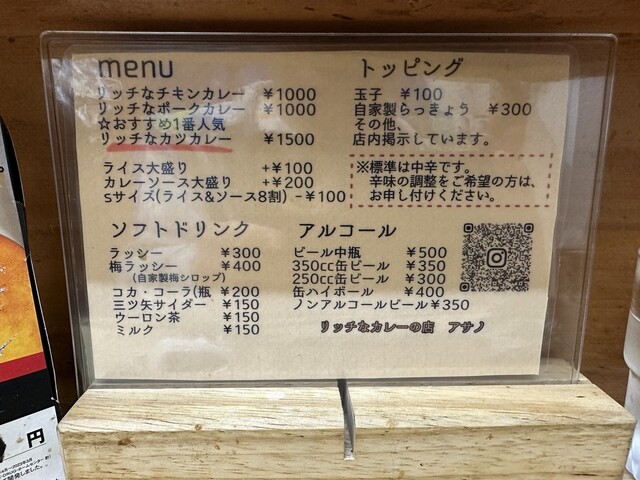 menu
リッチなチキンカレー ¥1000
リッチなポークカレー ¥1000
☆おすすめ1番人気
リッチなカツカレー ¥1500
ライス大盛り +¥100
カレーソース大盛り +¥200
sサイズ(ライス&ソース8割) -¥100
トッピング
玉子 ¥100
自家製らっきょう ¥300
その他、
店内掲示しています。
※標準は中辛です。
辛味の調整をご希望の方は、
お申し付けください。
ソフトドリンク
ラッシー ¥300
梅ラッシー ¥400
(自家製梅シロップ)
コカ・コーラ(瓶 ¥200
三ツ矢サイダー ¥150
ウーロン茶 ¥150
ミルク ¥150
アルコール
ビール中瓶 ¥500
350cc缶ビール ¥350
250cc缶ビール ¥300
缶ハイボール ¥400
ノンアルコールビール¥350
リッチなカレーの店 アサノ
円